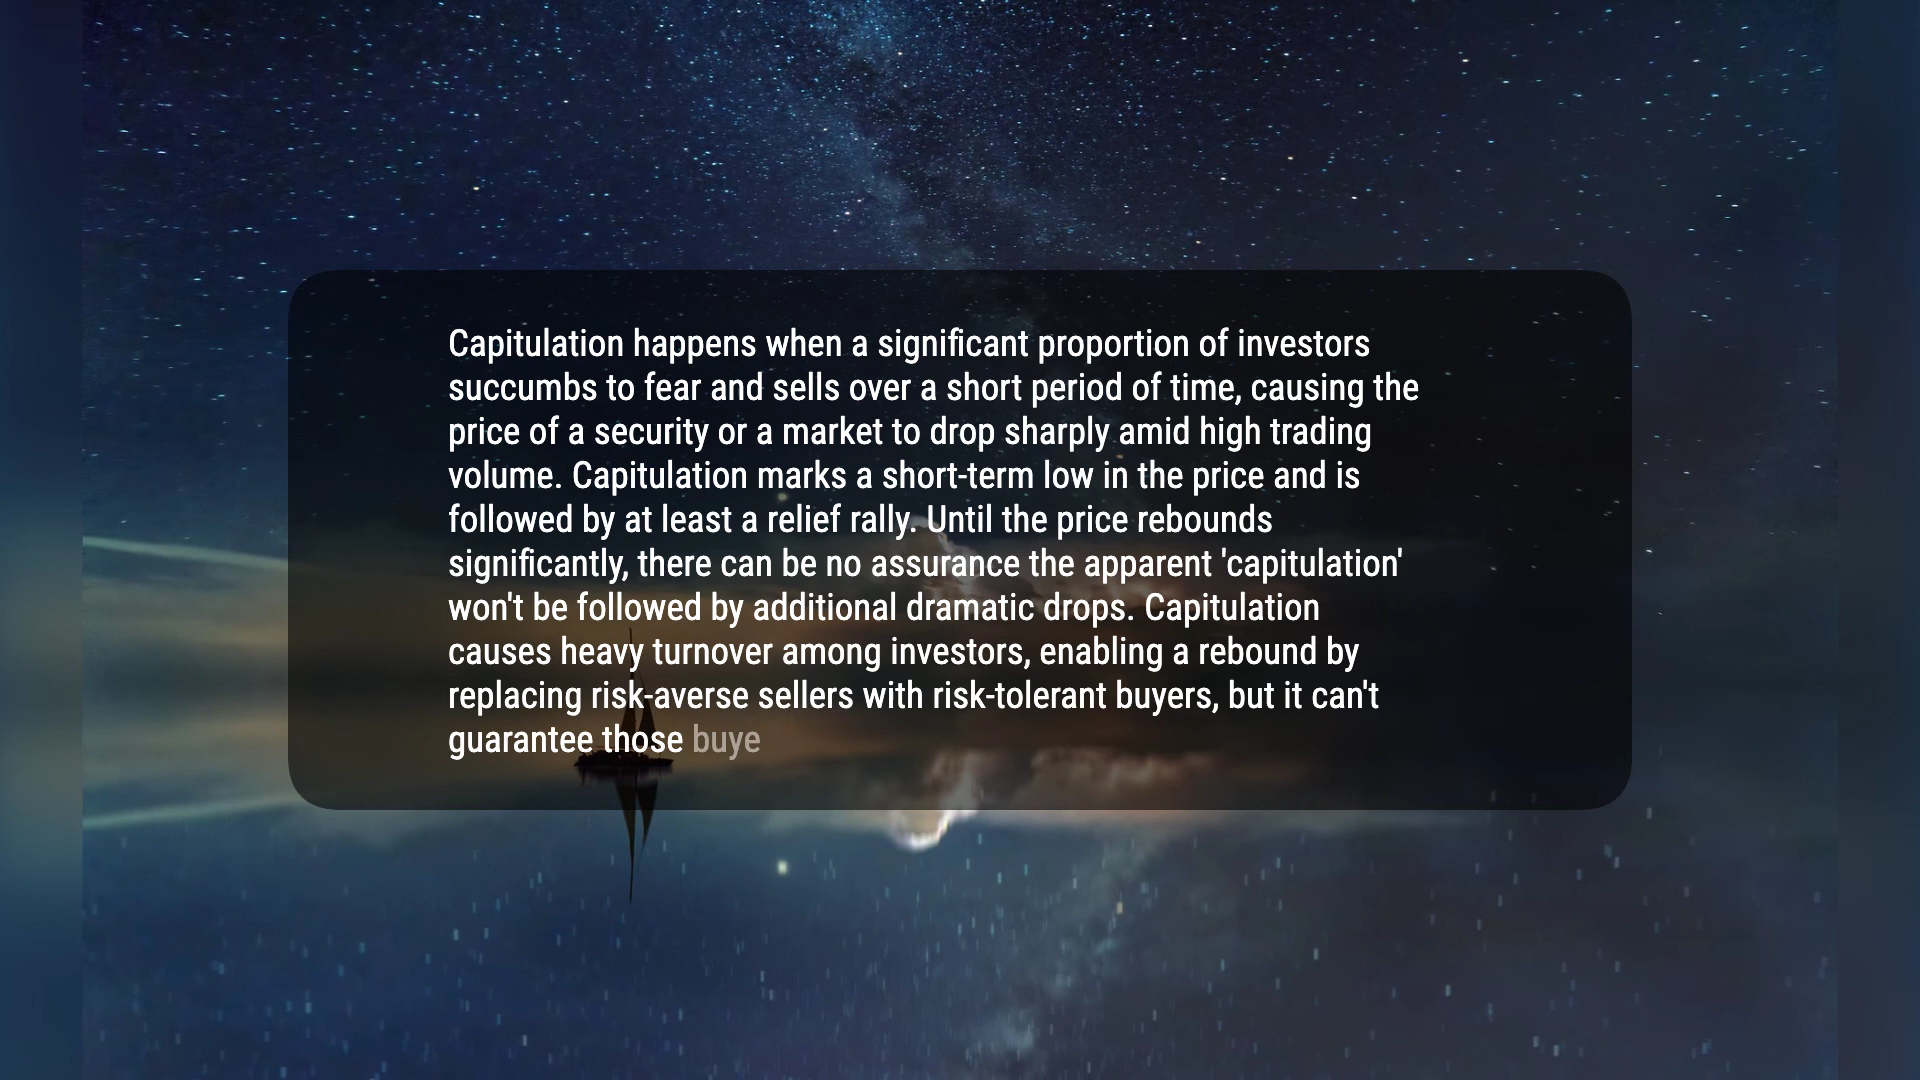 Capitulation happens when a significant proportion of investors
succumbs to fear and sells over a short period of time, causing the
price of a security or a market to drop sharply amid high trading
volume. Capitulation marks a short-term low in the price and is
followed by at least a relief rally. Until the price rebounds
significantly, there can be no assurance the apparent 'capitulation'
won't be followed by additional dramatic drops. Capitulation
causes heavy turnover among investors, enabling a rebound by
replacing risk-averse sellers with risk-tolerant buyers, but it can't
guarantee those buye